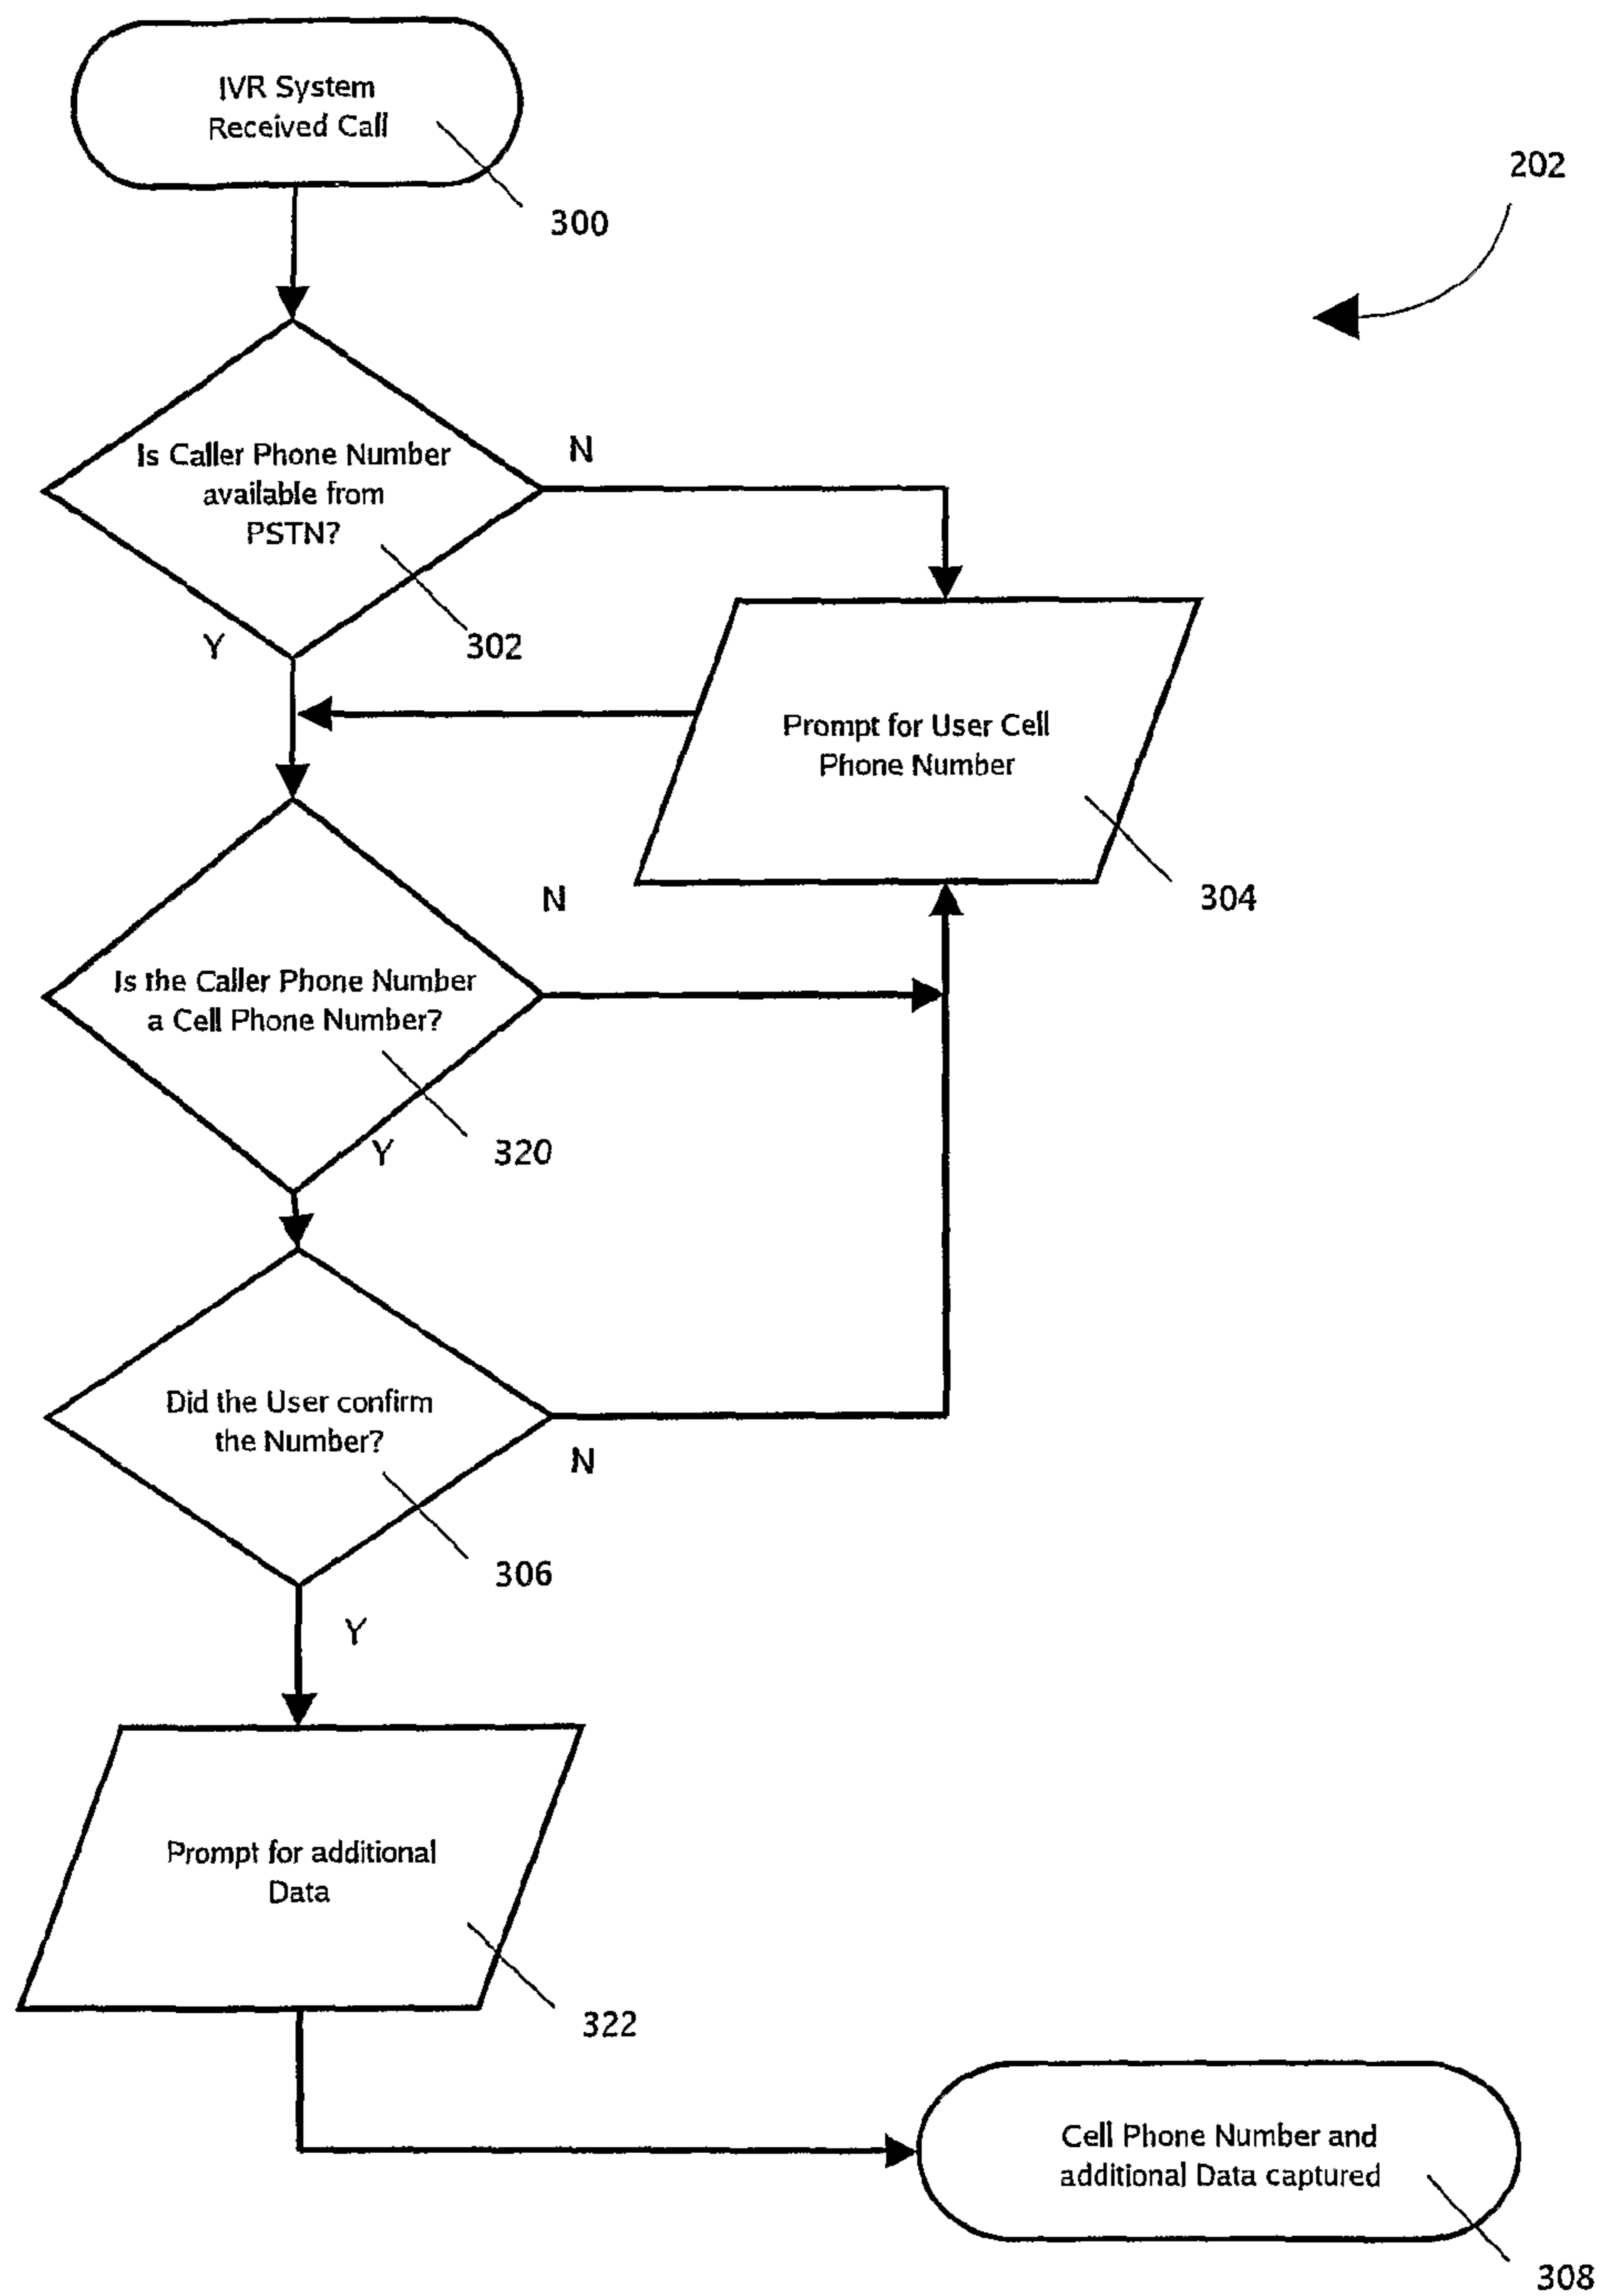 IVR System
Received Call
300
202
Is Caller Phone Number
available from
PSTN?
N
302
Y
Prompt for User Cell
Phone Number
304
N
Is the Caller Phone Number
a Cell Phone Number?
320
Y
Did the User confirm
the Number?
N
306
Y
Prompt for additional
Data
322
Cell Phone Number and
additional Data captured
308